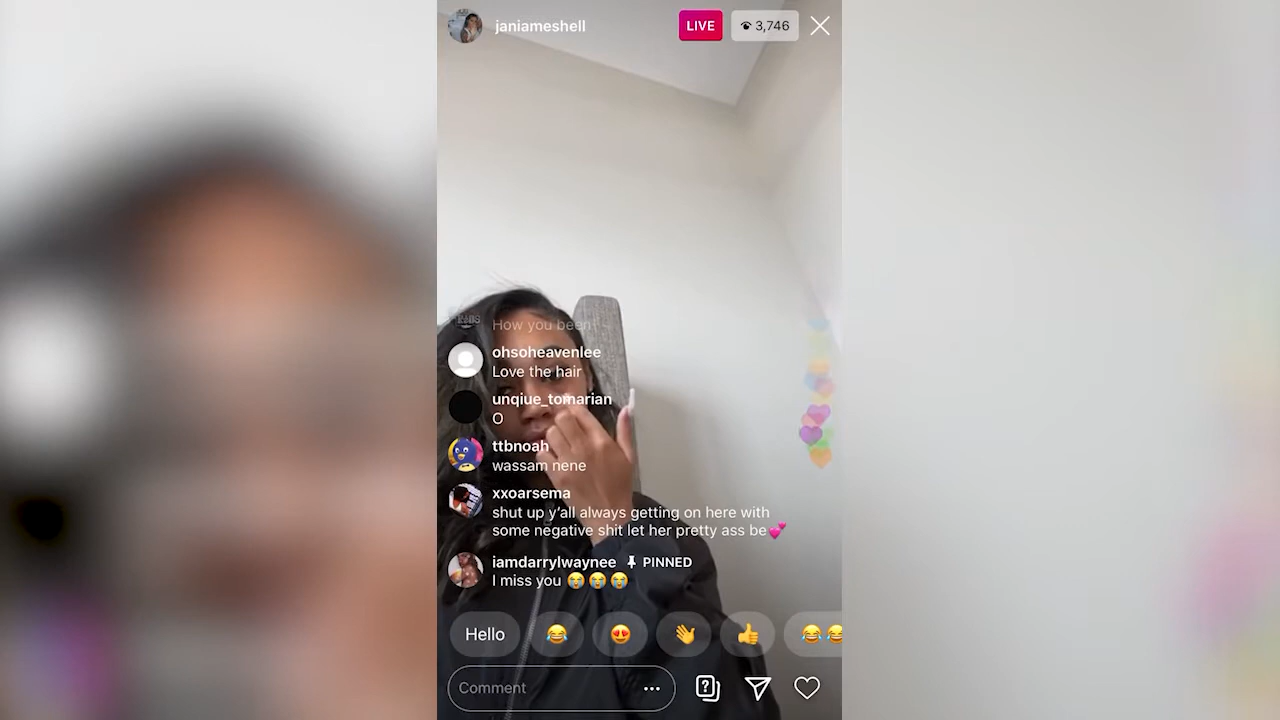 janiameshell
LIVE
3,746
How you been
ohsoheavenlee
Love the hair
unqiue_tomarian
O
ttbnoah
wassam nene
xxoarsema
shut up y’all always getting on here with
some negative shit let her pretty ass be💕
iamdarrylwaynee PINNED
I miss you 😭😭😭
Hello 😂 😍 👋 👍 😂😂
Comment